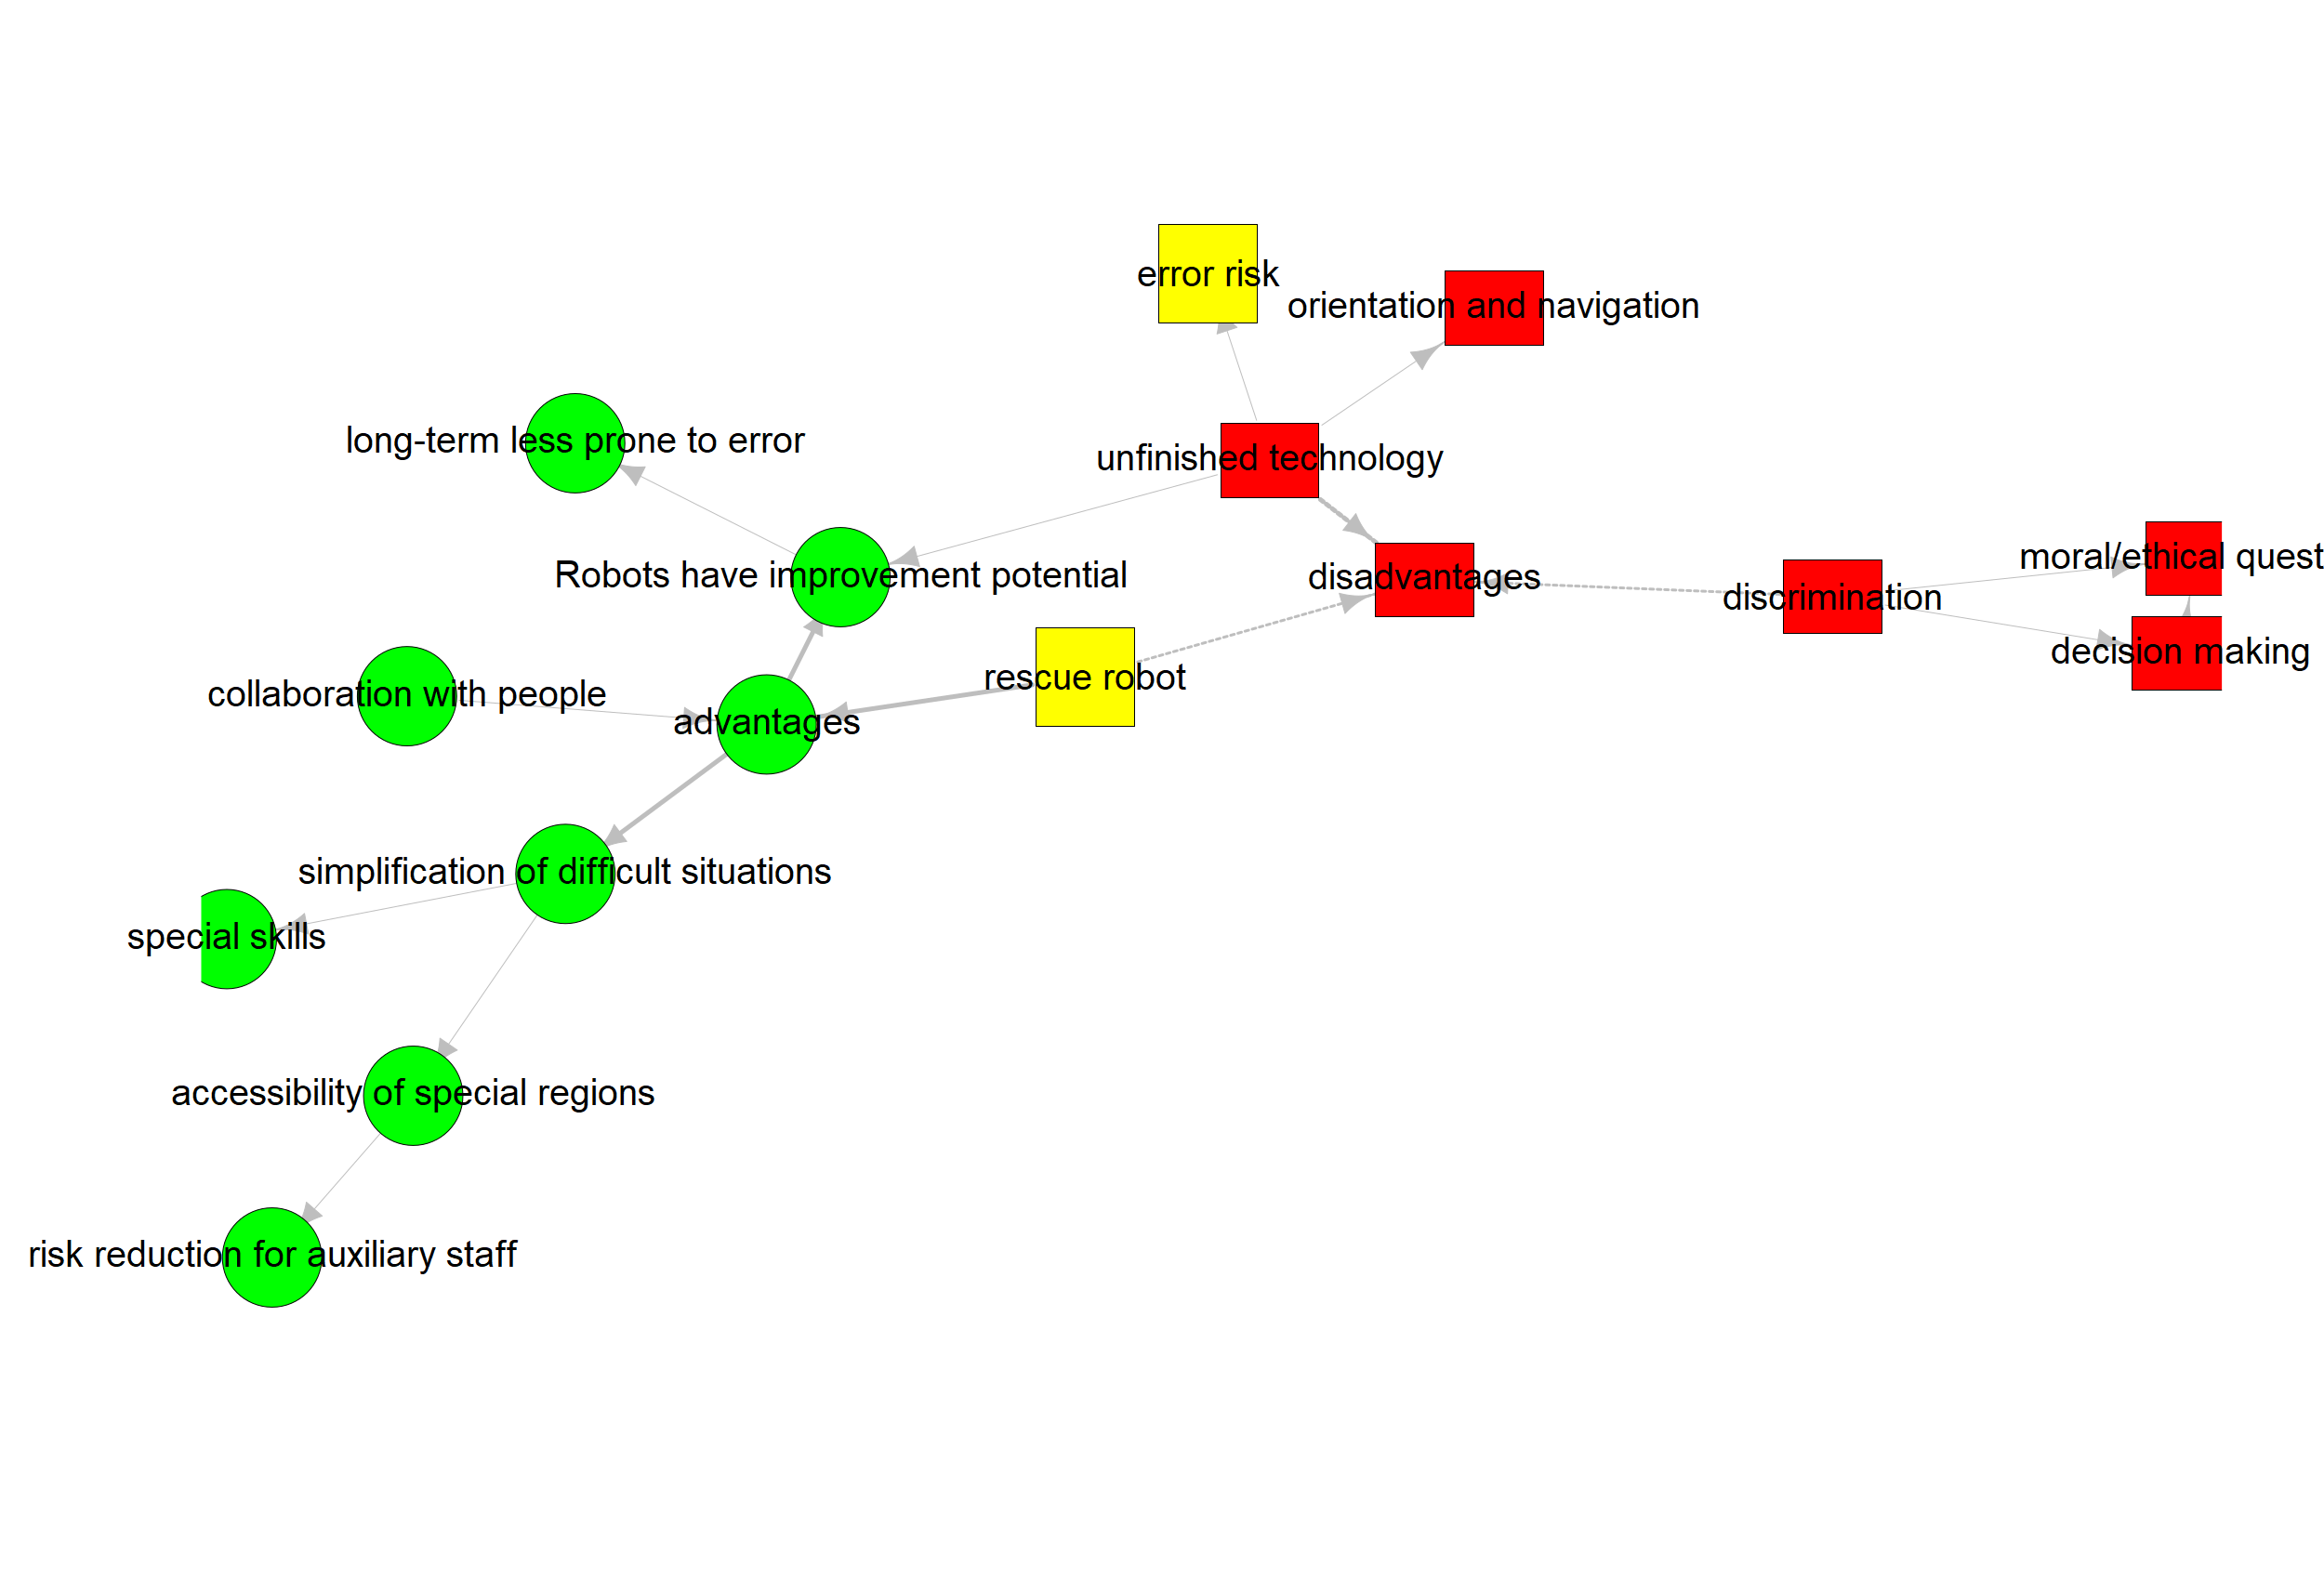 error risk
orientation and navigation
long-term less prone to error
unfinished technology
moral/ethical quest
Robots have improvement potential
disadvantages
discrimination
decision making
rescue robot
collaboration with people
advantages
simplification of difficult situations
special skills
accessibility of special regions
risk reduction for auxiliary staff